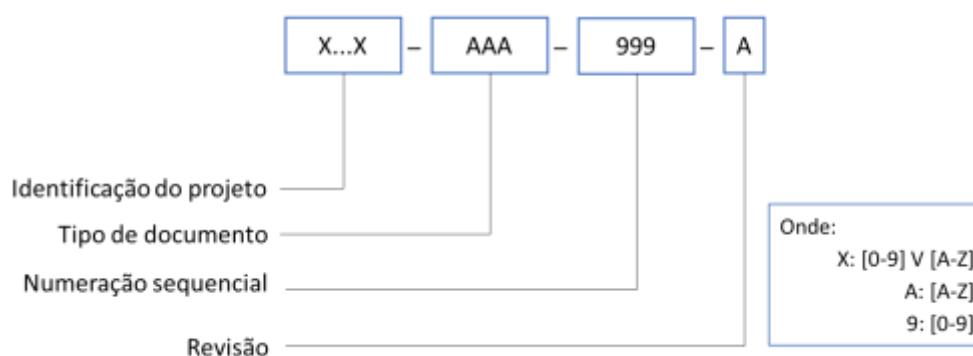 X...X – AAA – 999 – A
Identificação do projeto
Tipo de documento
Numeração sequencial
Revisão
Onde:
X: [0-9] V [A-Z]
A: [A-Z]
9: [0-9]